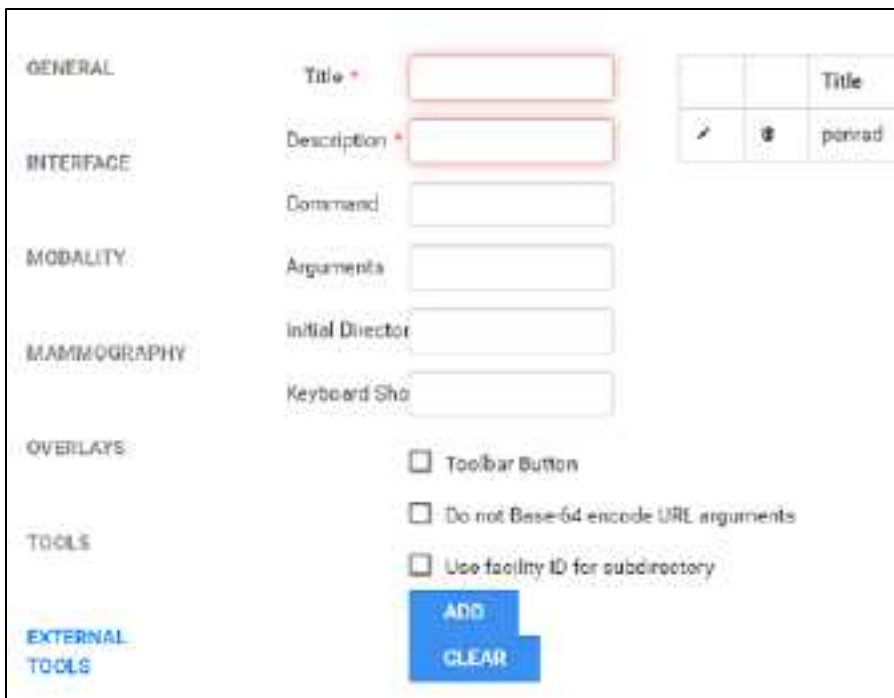 GENERAL
INTERFACE
MODALITY
MAMMOGRAPHY
OVERLAYS
TOOLS
EXTERNAL
TOOLS
Title *
Description *
Command
Arguments
Initial Director
Keyboard Sho
Toolbar Button
Do not Base-64 encode URL arguments
Use facility ID for subdirectory
ADD
CLEAR
Title
penrad